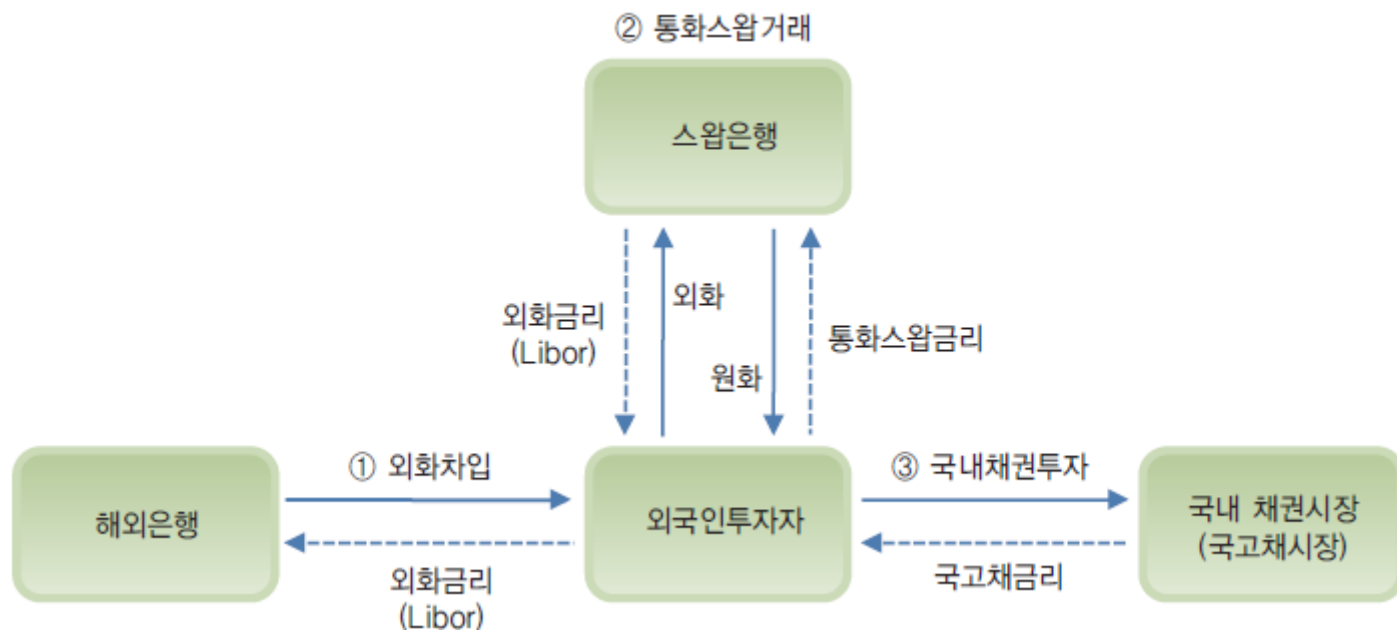 ② 통화스왑거래
스왑은행
외화금리
(Libor)
외화
원화
통화스왑금리
① 외화차입
③ 국내채권투자
해외은행
외국인투자자
국내 채권시장
(국고채시장)
외화금리
(Libor)
국고채금리